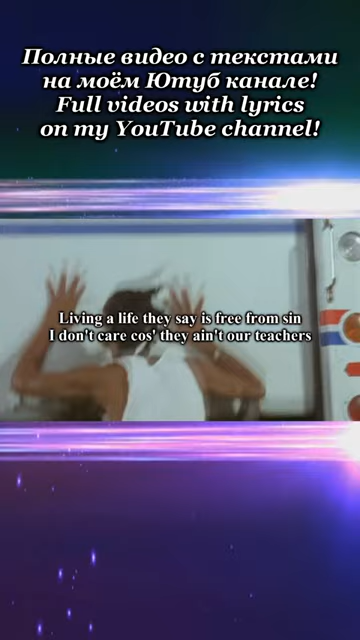 Полные видео с текстами
на моём Ютуб канале!
Full videos with lyrics
on my YouTube channel!
Living a life they say is free from sin
I don't care cos' they ain't our teachers